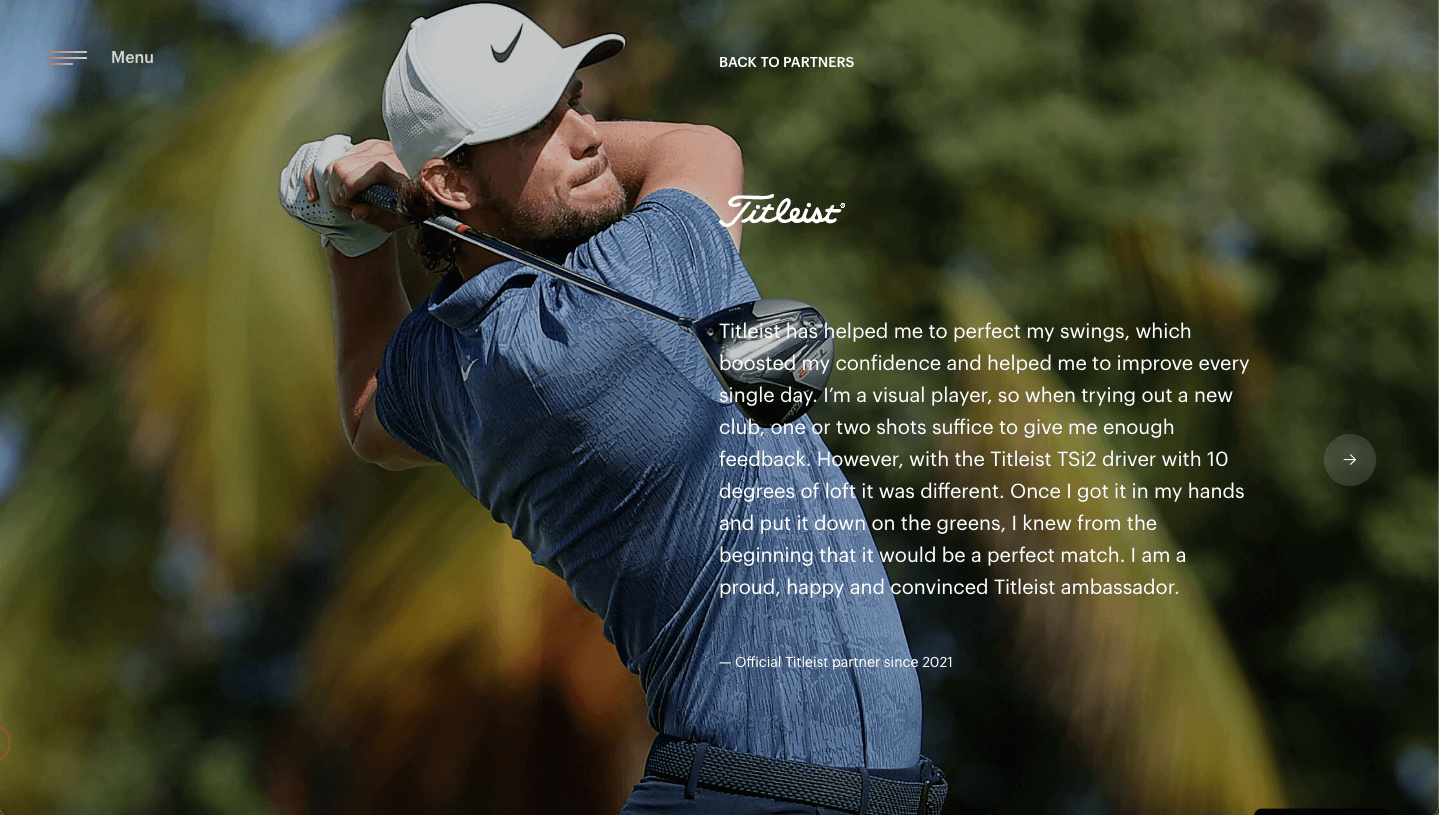 Menu
BACK TO PARTNERS
Titleist
Titleist has helped me to perfect my swings, which
boosted my confidence and helped me to improve every
single day. I’m a visual player, so when trying out a new
club, one or two shots suffice to give me enough
feedback. However, with the Titleist TSi2 driver with 10
degrees of loft it was different. Once I got it in my hands
and put it down on the greens, I knew from the
beginning that it would be a perfect match. I am a
proud, happy and convinced Titleist ambassador.
— Official Titleist partner since 2021